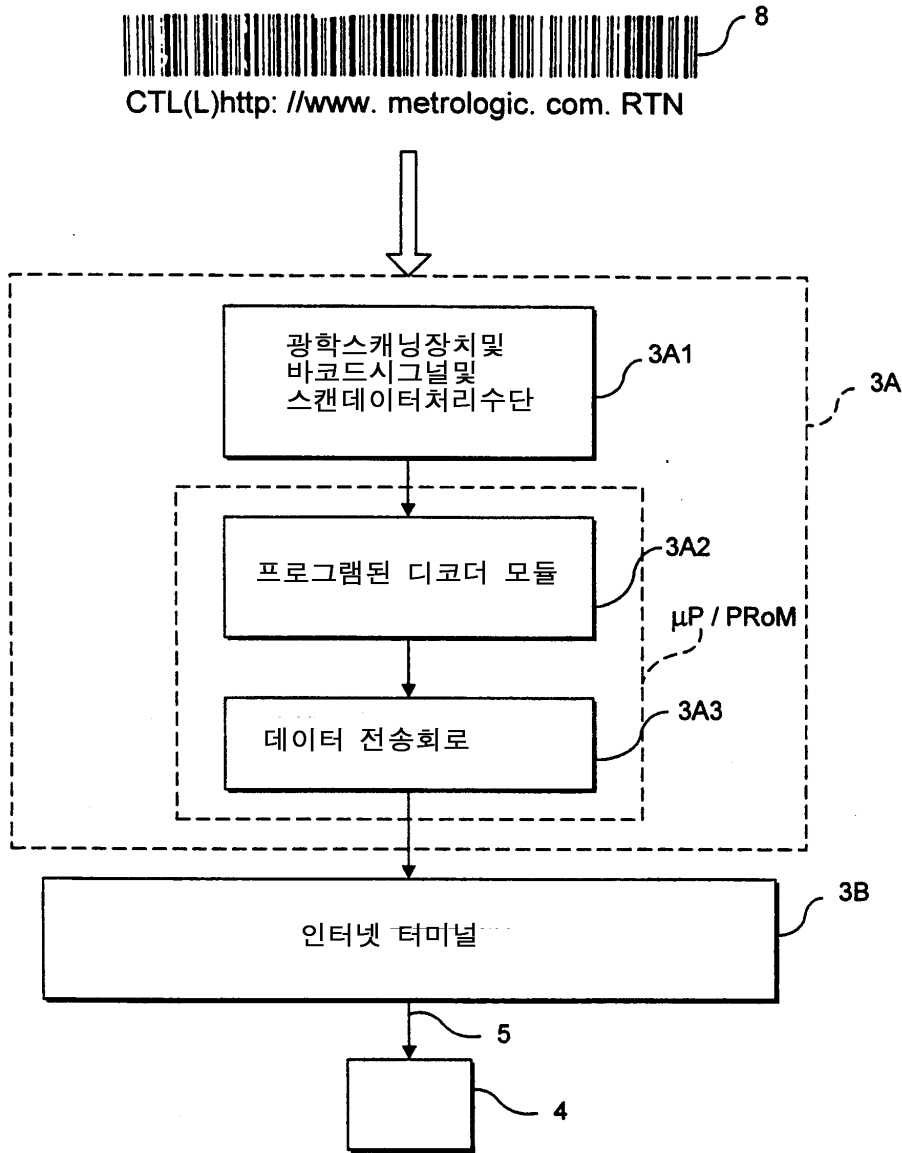 8
CTL(L)http: //www. metrologic. com. RTN
광학스캐닝장치및
바코드시그널및
스캔데이터처리수단
3A1
3A
프로그램된 디코더 모듈
3A2
μP / PRoM
데이터 전송회로
3A3
인터넷 터미널
3B
5
4